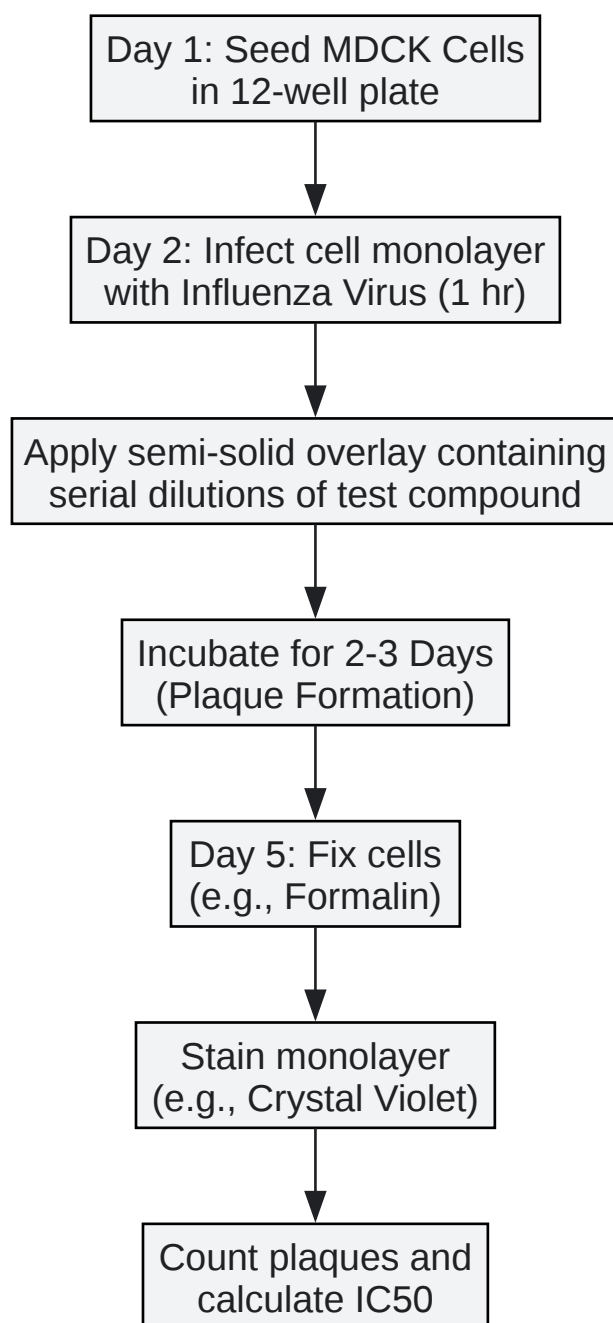 Day 1: Seed MDCK Cells
in 12-well plate
Day 2: Infect cell monolayer
with Influenza Virus (1 hr)
Apply semi-solid overlay containing
serial dilutions of test compound
Incubate for 2-3 Days
(Plaque Formation)
Day 5: Fix cells
(e.g., Formalin)
Stain monolayer
(e.g., Crystal Violet)
Count plaques and
calculate IC50